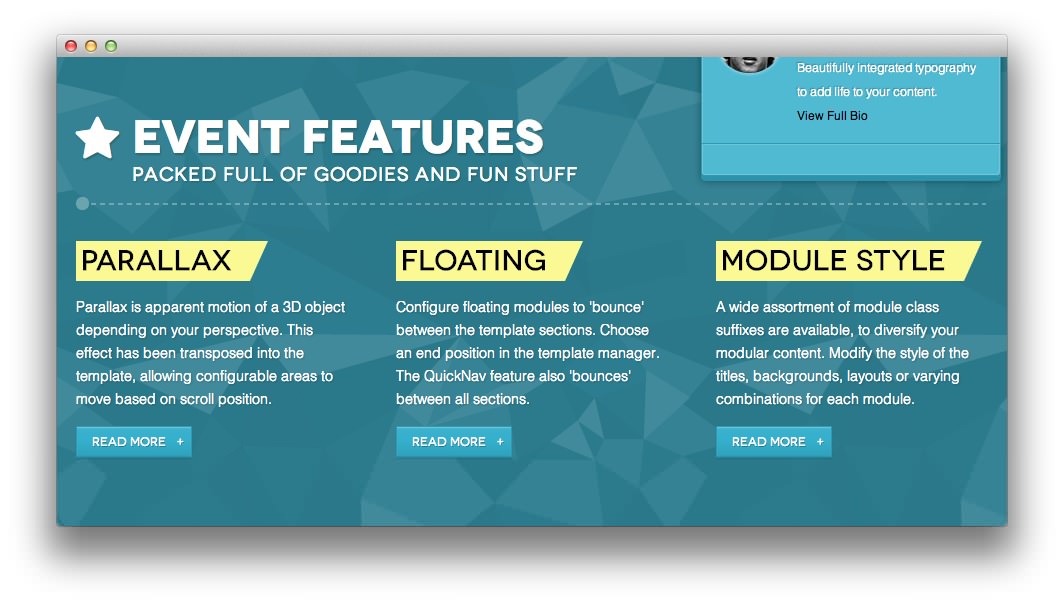 Beautifully integrated typography
to add life to your content.
View Full Bio
EVENT FEATURES
PACKED FULL OF GOODIES AND FUN STUFF
PARALLAX
Parallax is apparent motion of a 3D object
depending on your perspective. This
effect has been transposed into the
template, allowing configurable areas to
move based on scroll position.
READ MORE +
FLOATING
Configure floating modules to 'bounce'
between the template sections. Choose
an end position in the template manager.
The QuickNav feature also 'bounces'
between all sections.
READ MORE +
MODULE STYLE
A wide assortment of module class
suffixes are available, to diversify your
modular content. Modify the style of the
titles, backgrounds, layouts or varying
combinations for each module.
READ MORE +